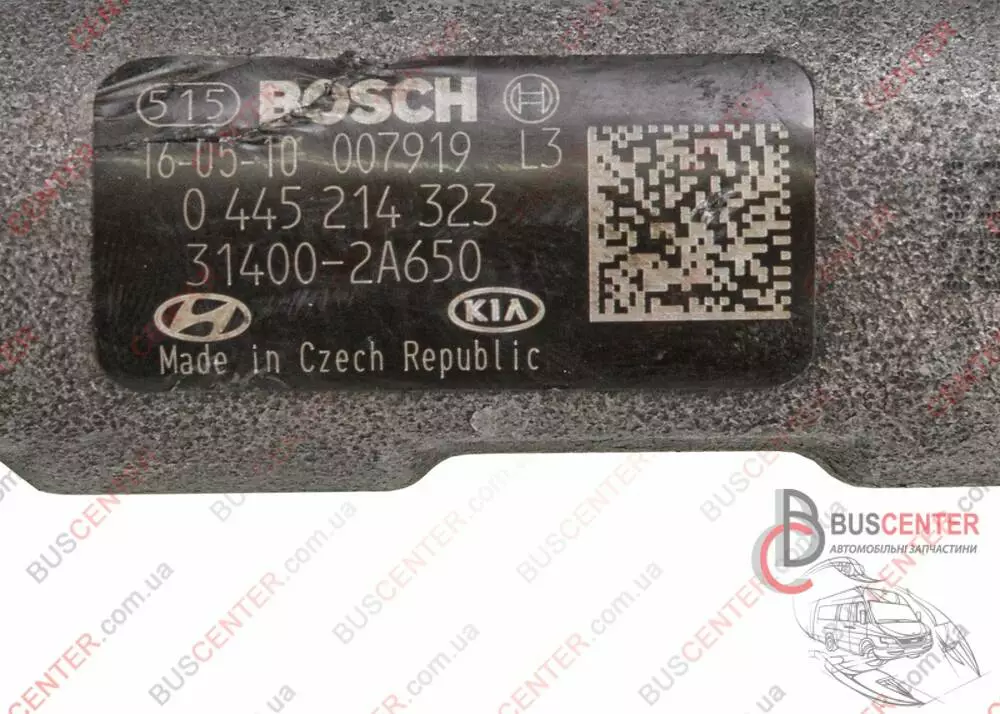 515 BOSCH
16-05-10 007919 L3
0 445 214 323
31400-2A650
KIA
Made in Czech Republic
BUSCENTER
АВТОМОБІЛЬНІ ЗАПЧАСТИНИ
BUSCENTER.com.ua